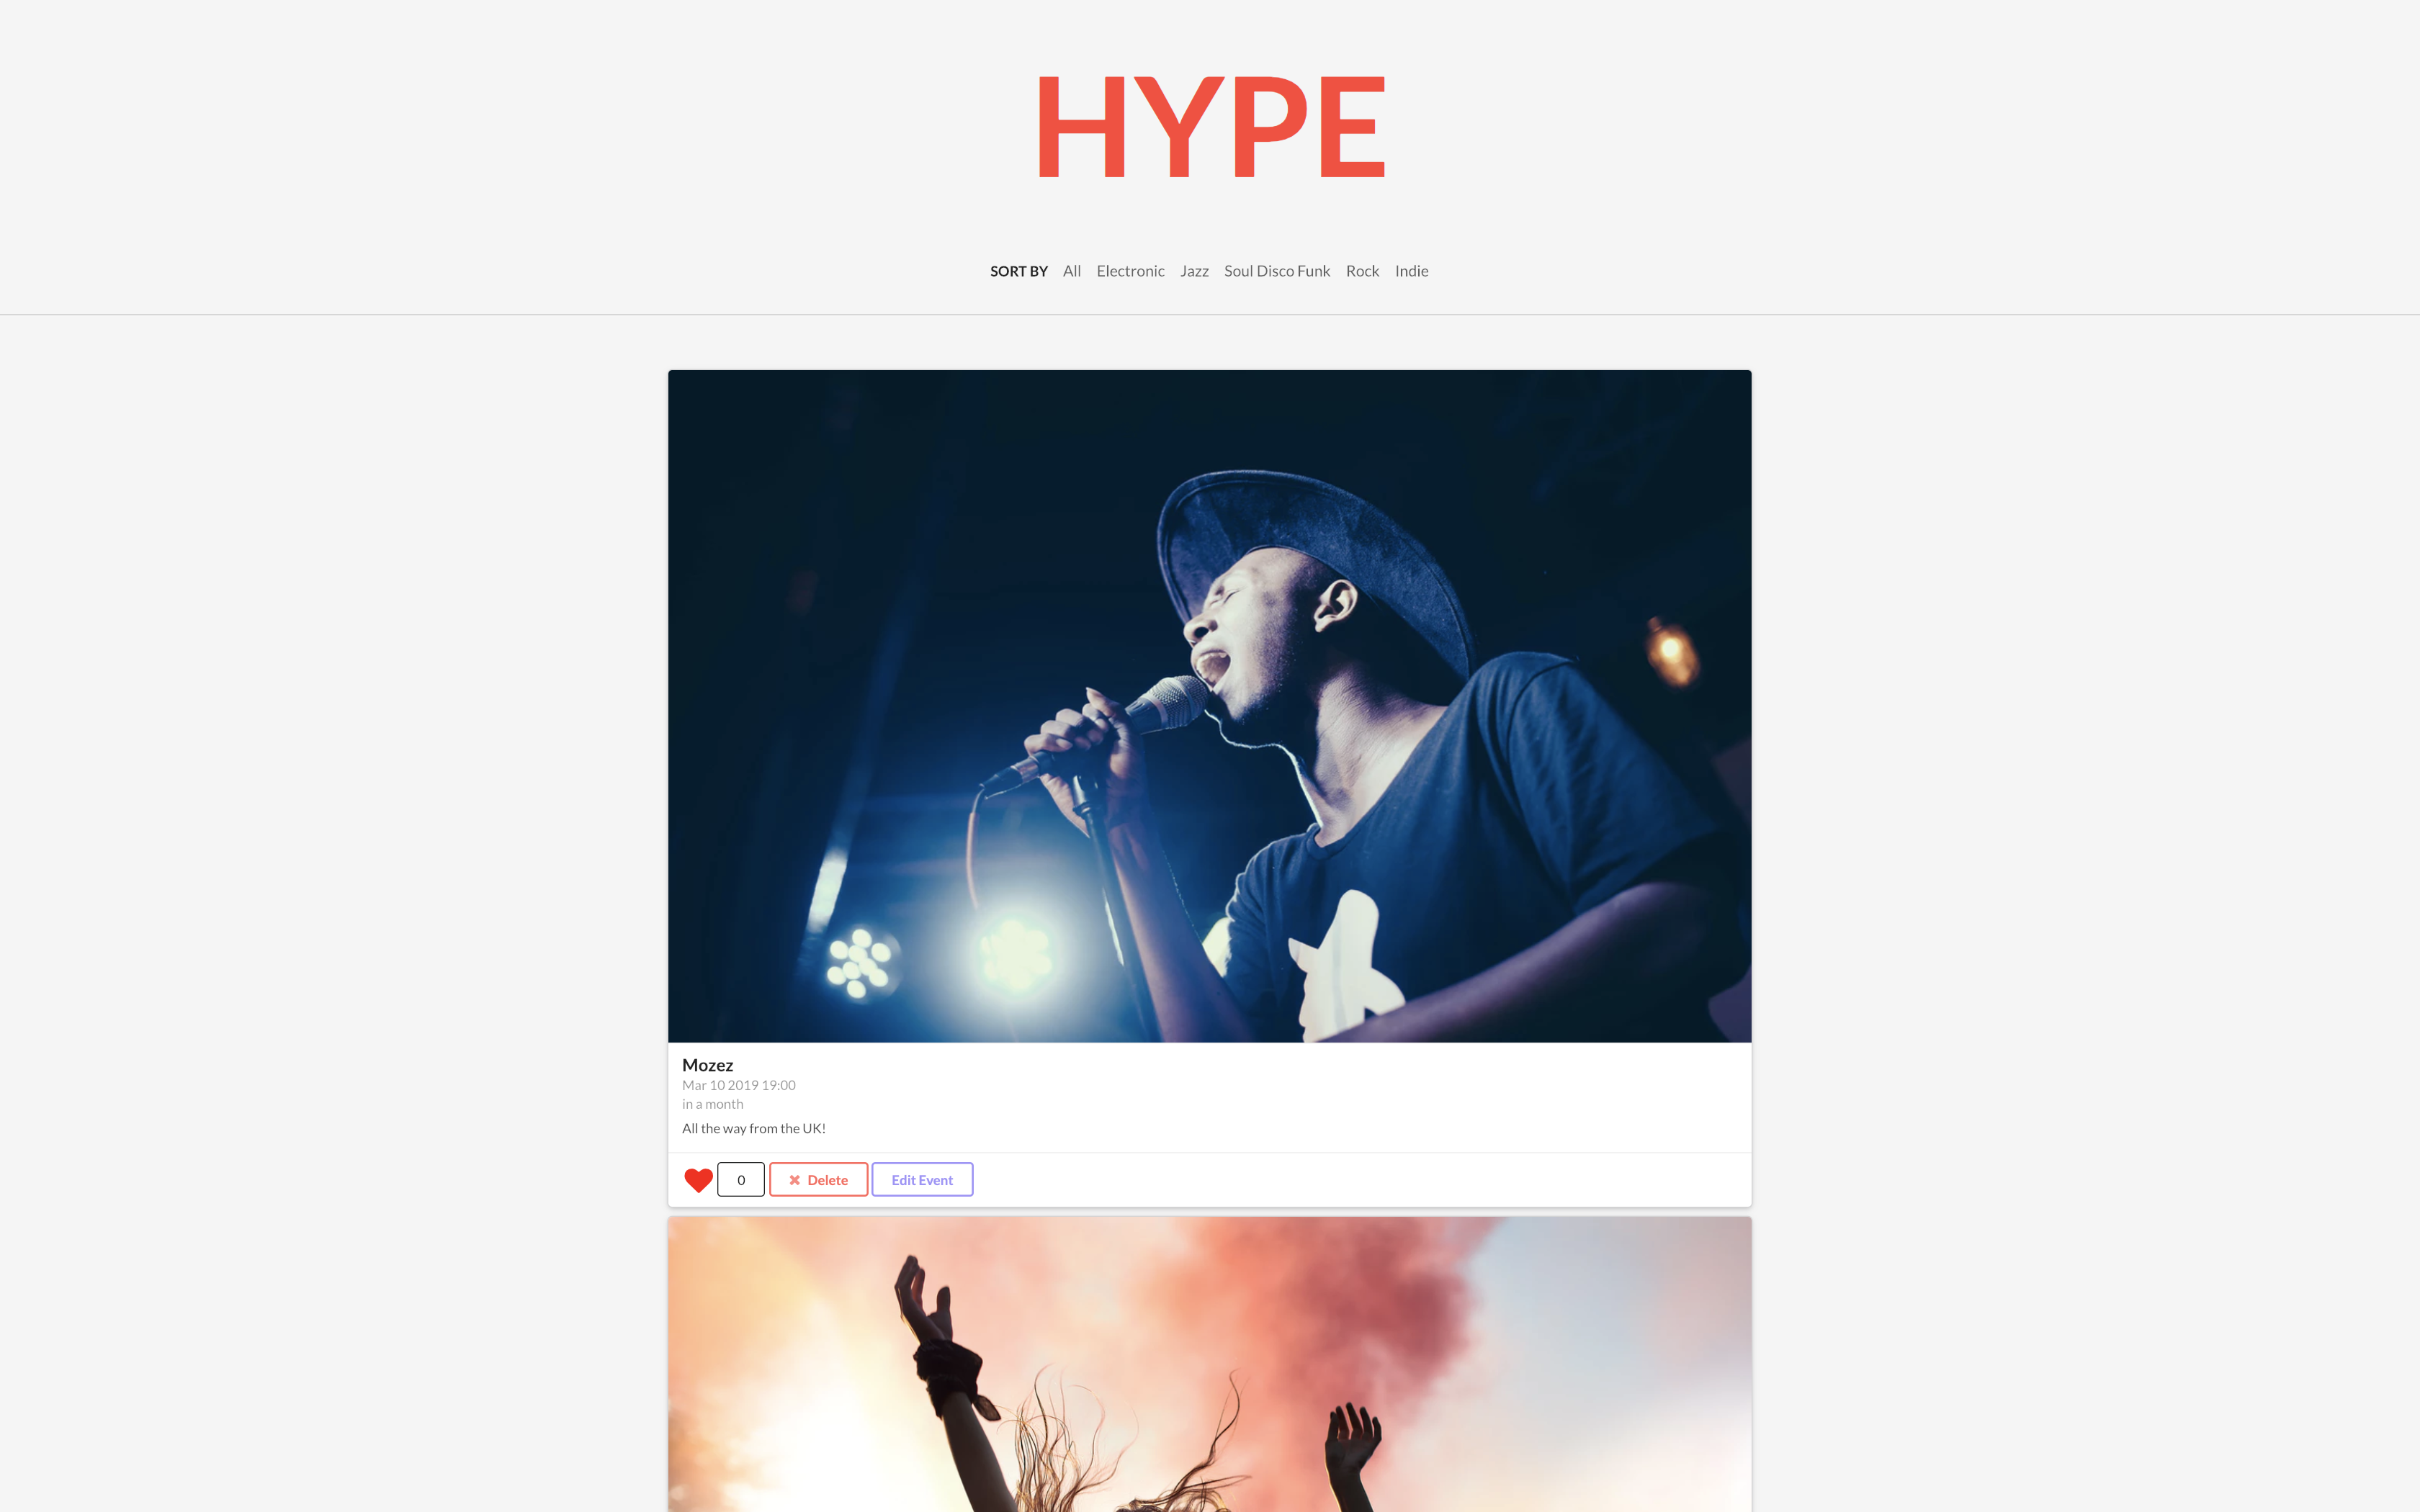 HYPE
SORT BY All Electronic Jazz Soul Disco Funk Rock Indie
Mozez
Mar 10 2019 19:00
in a month
All the way from the UK!
0 Delete Edit Event